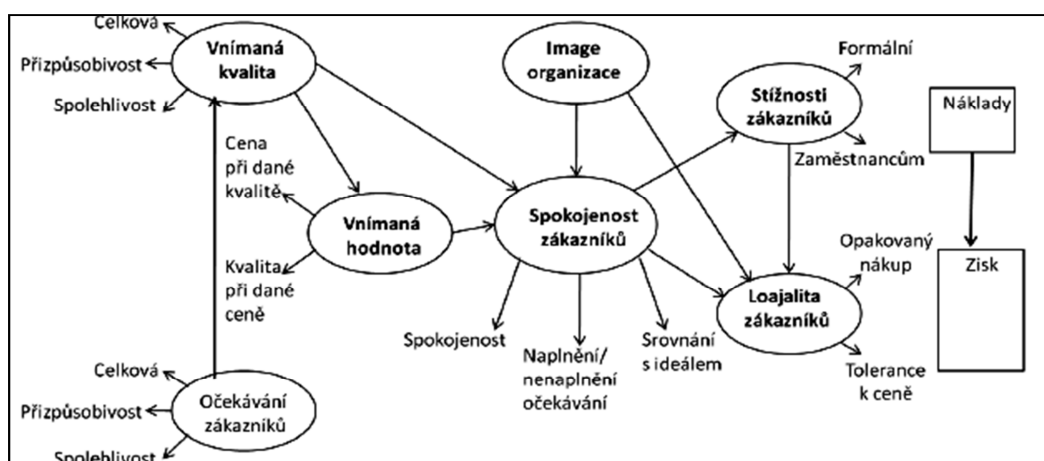 Celková
Přizpůsobivost
Spolehlivost
Vnímaná
kvalita
Image
organizace
Formální
Stížnosti
zákazníků
Zaměstnancům
Náklady
Cena
při dané
kvalitě
Vnímaná
hodnota
Kvalita
při dané
ceně
Spokojenost
zákazníků
Opakovaný
nákup
Loajalita
zákazníků
Tolerance
k ceně
Zisk
Spokojenost
Naplnění/
nenaplnění
očekávání
Srovnání
s ideálem
Celková
Přizpůsobivost
Spolehlivost
Očekávání
zákazníků